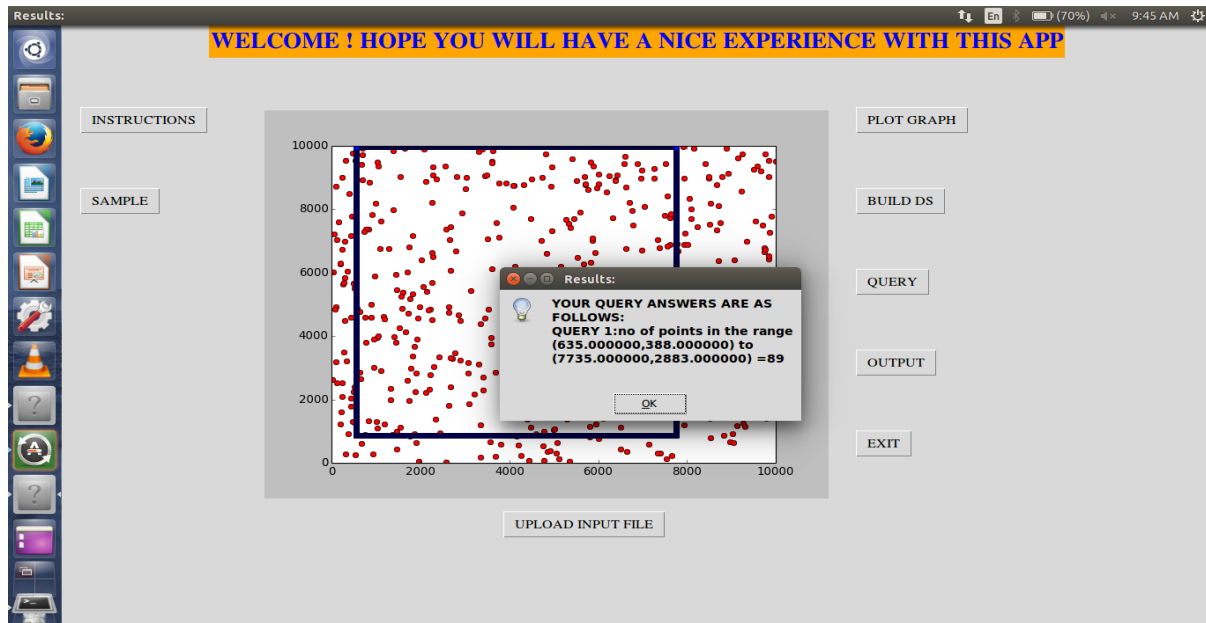 Results:
En
(70%)
9:45 AM
WELCOME ! HOPE YOU WILL HAVE A NICE EXPERIENCE WITH THIS APP
INSTRUCTIONS
SAMPLE
10000
8000
6000
4000
2000
0
0 2000 4000 6000 8000 10000
Results:
YOUR QUERY ANSWERS ARE AS
FOLLOWS:
QUERY 1:no of points in the range
(635.000000,388.000000) to
(7735.000000,2883.000000) =89
OK
PLOT GRAPH
BUILD DS
QUERY
OUTPUT
EXIT
UPLOAD INPUT FILE